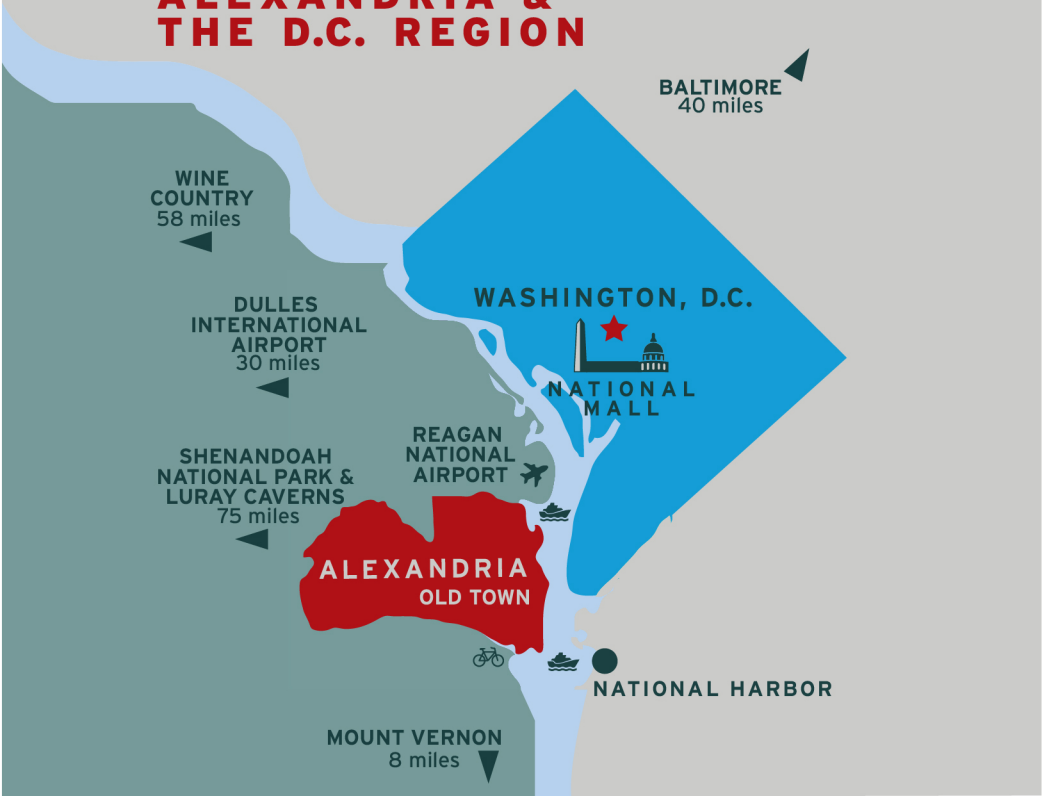 ALEXANDRIA &
THE D.C. REGION
BALTIMORE
40 miles
WINE
COUNTRY
58 miles
DULLES
INTERNATIONAL
AIRPORT
30 miles
WASHINGTON, D.C.
NATIONAL
MALL
REAGAN
NATIONAL
AIRPORT
SHENANDOAH
NATIONAL PARK &
LURAY CAVERNS
75 miles
ALEXANDRIA
OLD TOWN
NATIONAL HARBOR
MOUNT VERNON
8 miles